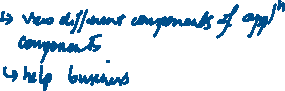 ↳ view different components of appl^n
components
↳ help business